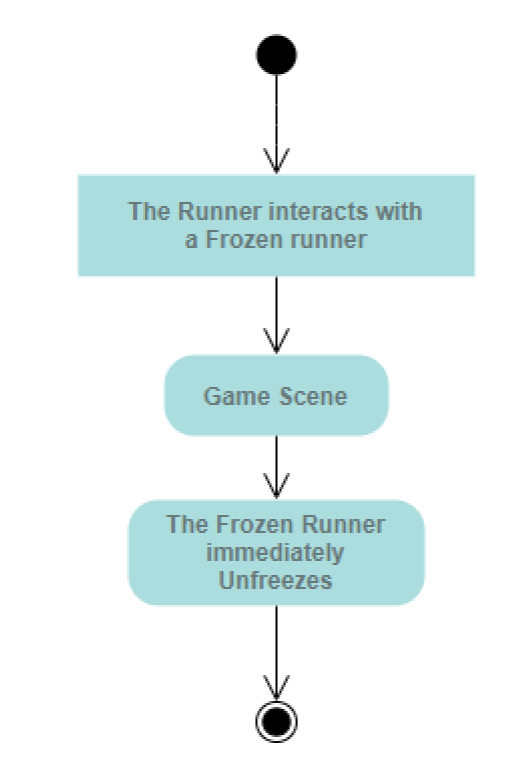 The Runner interacts with
a Frozen runner
Game Scene
The Frozen Runner
immediately
Unfreezes